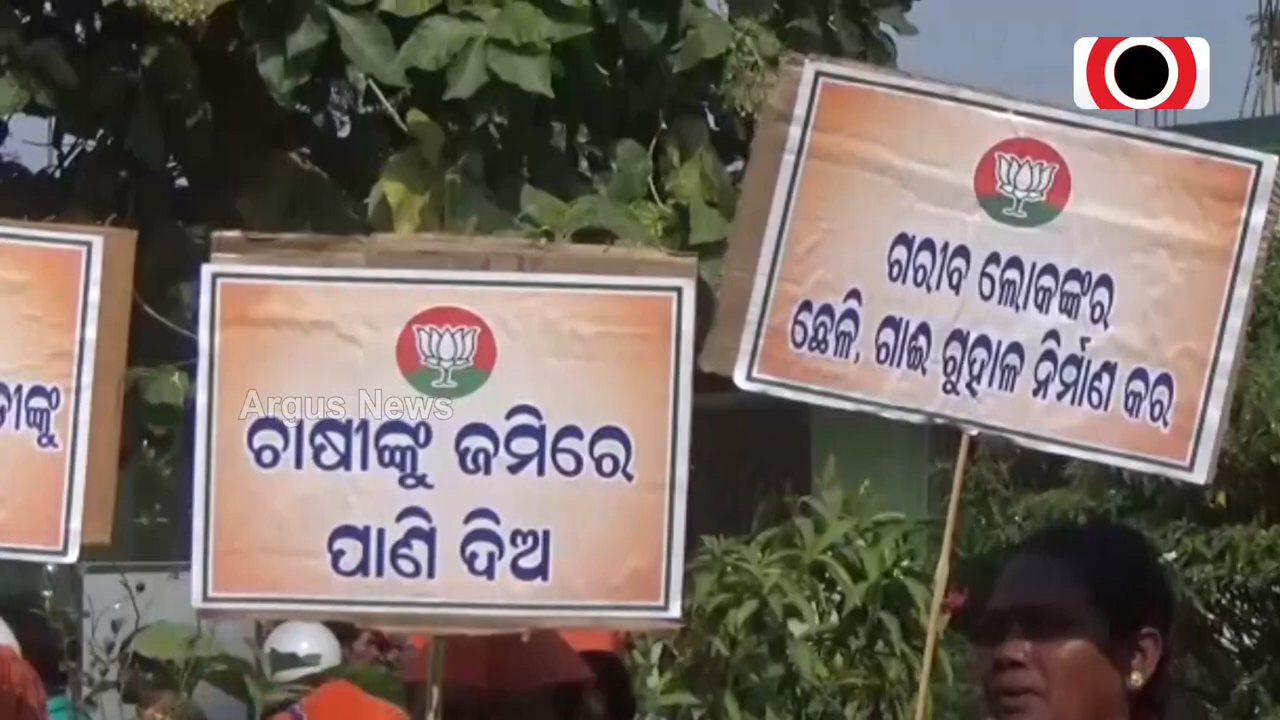 ଗରୀବ ଲୋକଙ୍କର
ଛେଳି, ଗାଈ ଗୁହାଳ ନିର୍ମାଣ କର
Argus News
ଚାଷୀଙ୍କୁ ଜମିରେ
ପାଣି ଦିଅ